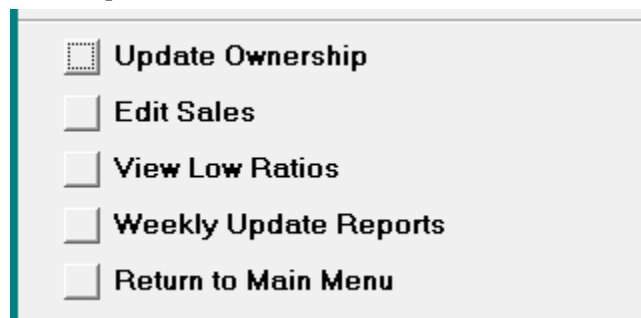 Update Ownership
Edit Sales
View Low Ratios
Weekly Update Reports
Return to Main Menu